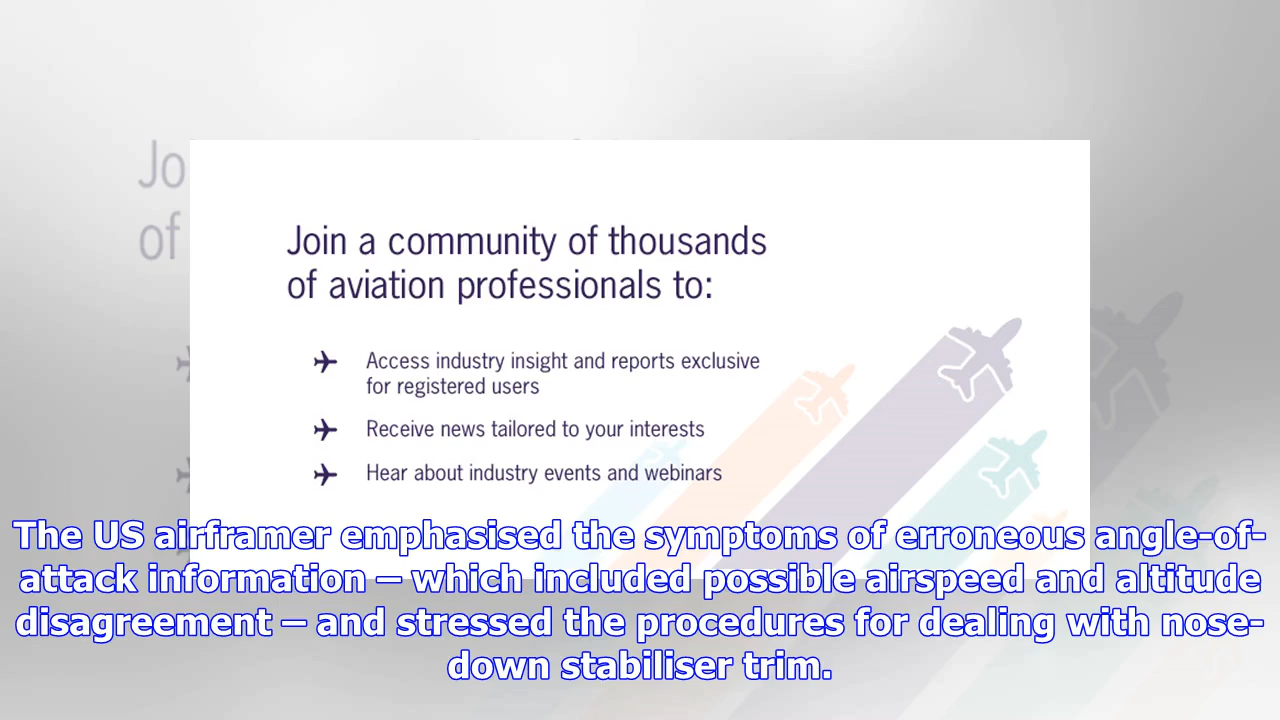 Jo
of
Join a community of thousands
of aviation professionals to:
Access industry insight and reports exclusive
for registered users
Receive news tailored to your interests
Hear about industry events and webinars
The US airframer emphasised the symptoms of erroneous angle-of-
attack information – which included possible airspeed and altitude
disagreement – and stressed the procedures for dealing with nose-
down stabiliser trim.